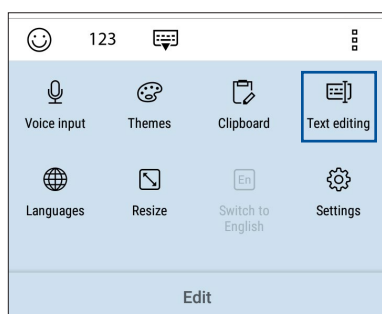 123
Voice input Themes Clipboard Text editing
Languages Resize En Switch to English Settings
Edit